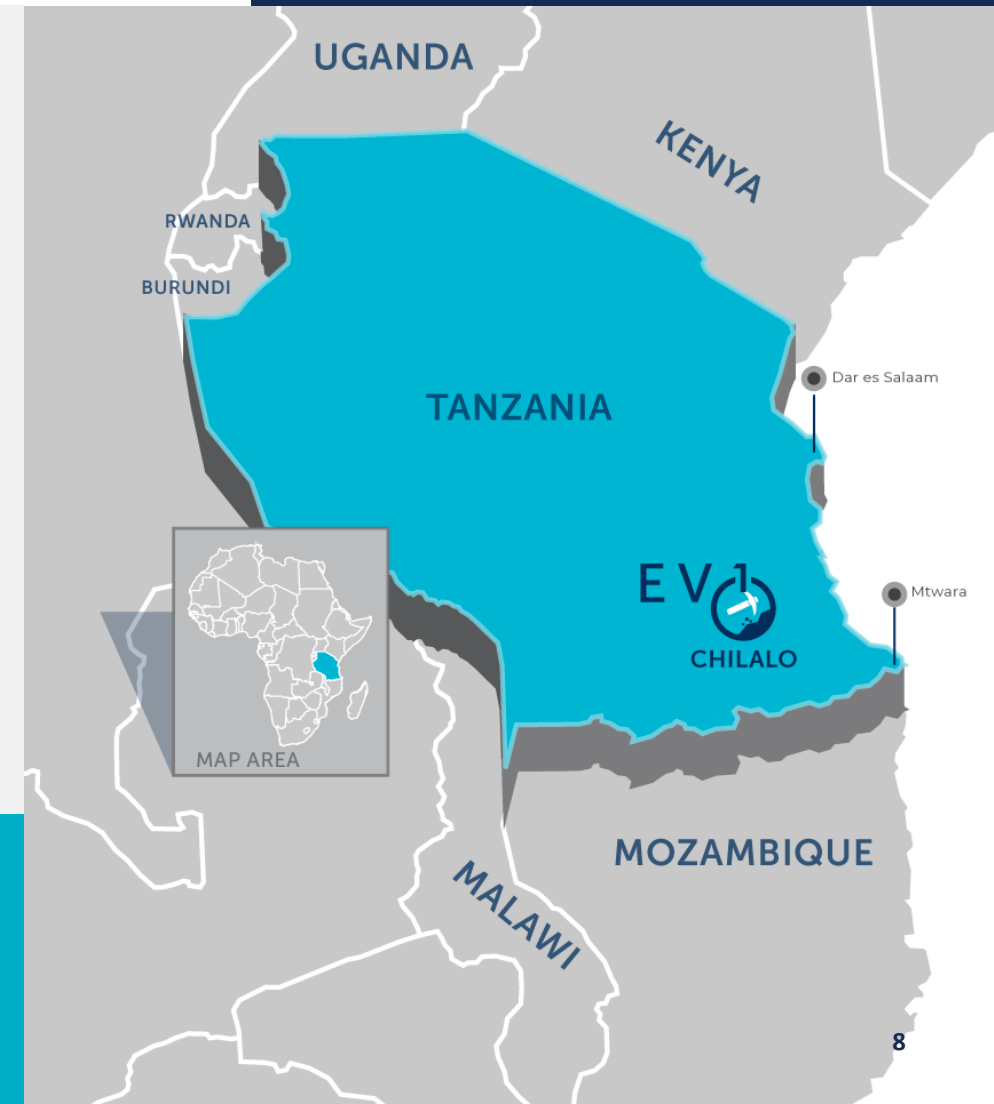 UGANDA
KENYA
RWANDA
BURUNDI
Dar es Salaam
TANZANIA
EV1
Mtwara
CHILALO
MAP AREA
MOZAMBIQUE
MALAWI
8